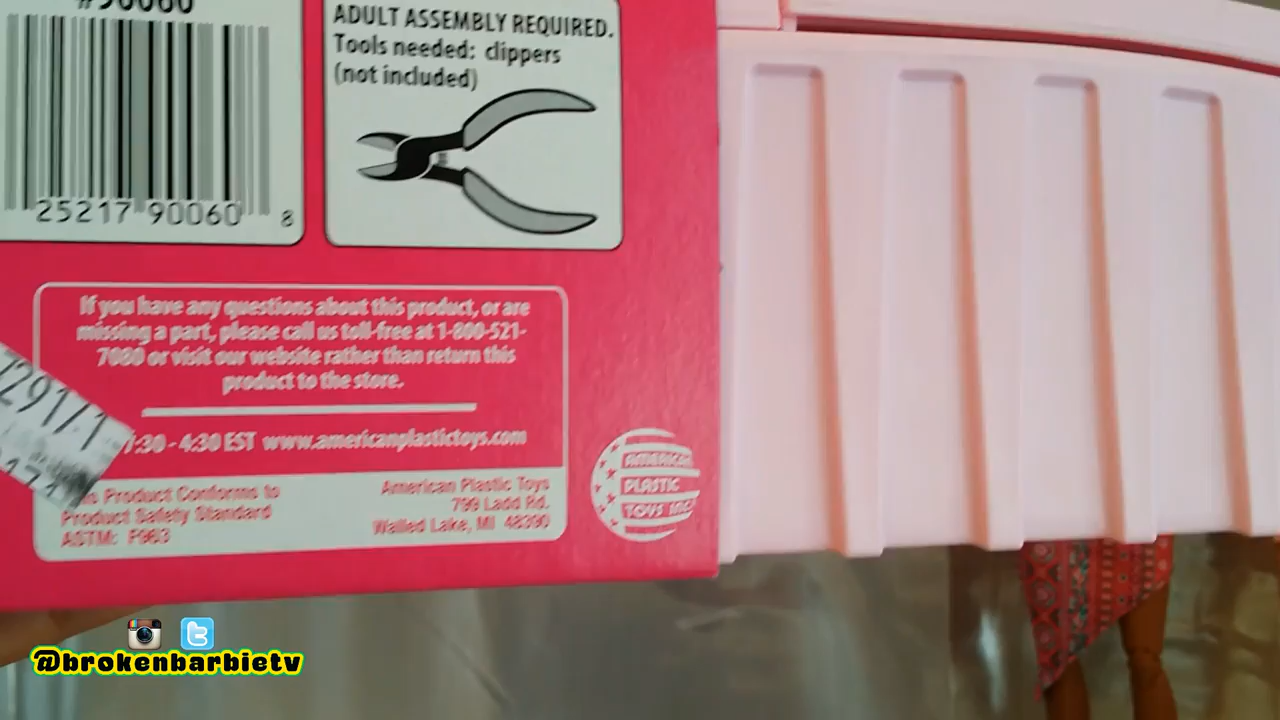 #90060
25217 90060 8
ADULT ASSEMBLY REQUIRED.
Tools needed: clippers
(not included)
If you have any questions about this product, or are
missing a part, please call us toll-free at 1-800-521-
7080 or visit our website rather than return this
product to the store.
:30 - 4:30 EST www.americanplastictoys.com
Product Conforms to
Product Safety Standard
ASTM: F963
American Plastic Toys
799 Ladd Rd.
Walled Lake, MI 48390
AMERICAN
PLASTIC
TOYS INC.
7291/1
@brokenbarbietv